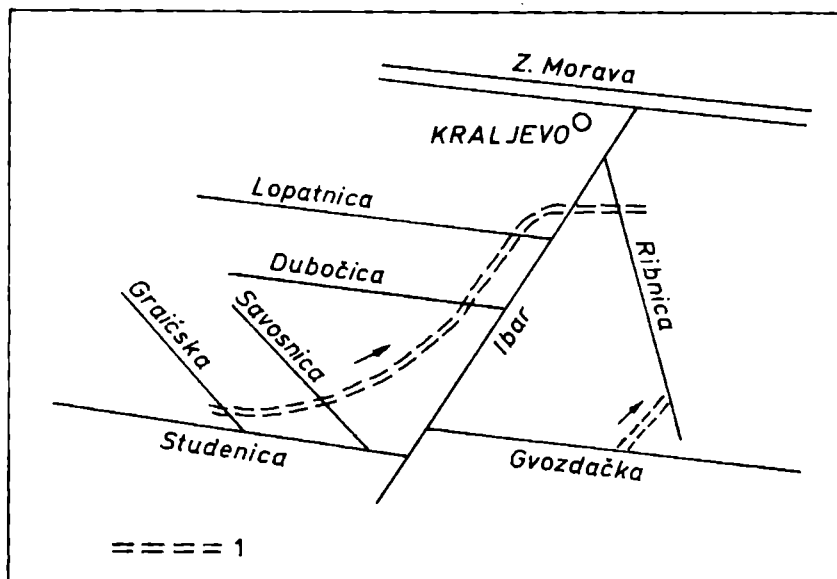 Z. Morava
KRALJEVO
Lopatnica
Dubočica
Graićska
Savosnica
Ibar
Ribnica
Studenica
Gvozdačka
1